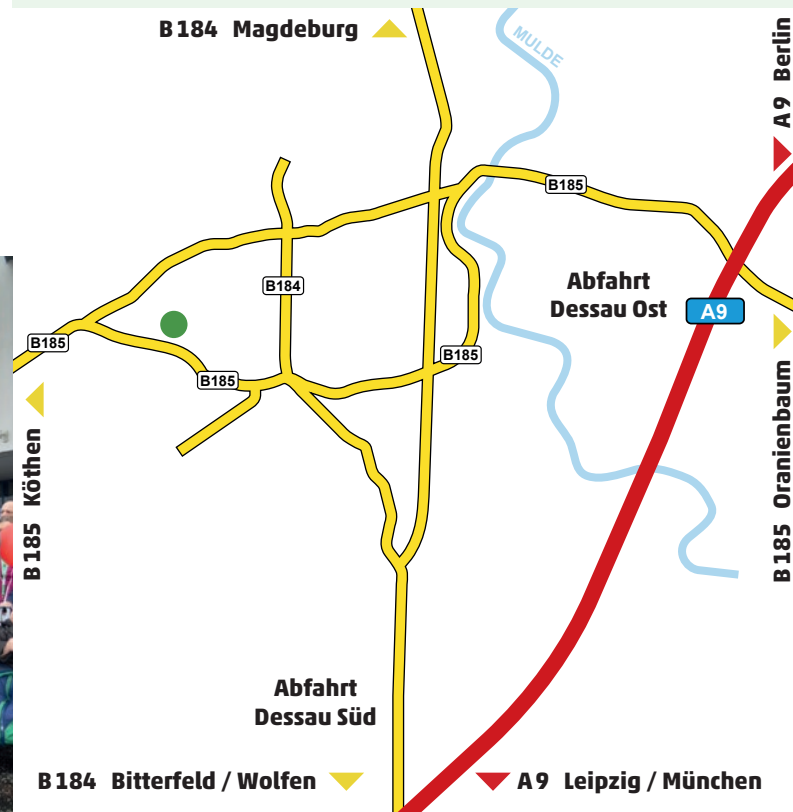 B 184 Magdeburg
MULDE
A 9 Berlin
B185
B184
Abfahrt
Dessau Ost
A9
B185
B185
B185
B 185 Köthen
B 185 Oranienbaum
Abfahrt
Dessau Süd
B 184 Bitterfeld / Wolfen
A 9 Leipzig / München